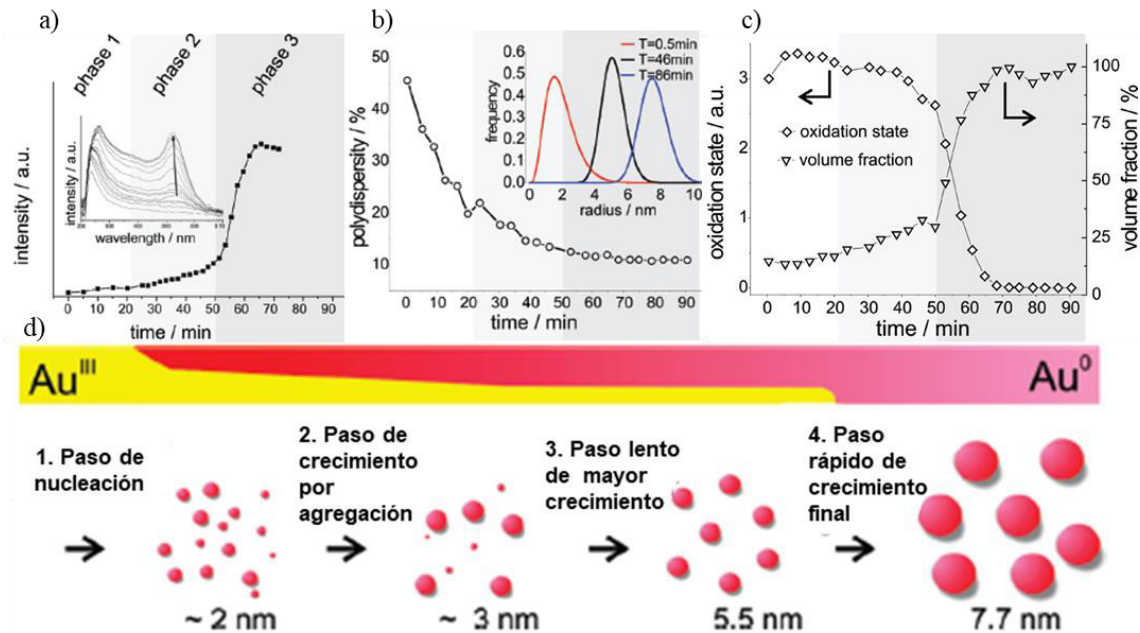 a)
phase 1
phase 2
phase 3
intensity / a.u.
intensity / a.u.
wavelength / nm
0 10 20 30 40 50 60 70 80 90
time / min
b)
50
40
30
20
10
polydispersity / %
T=0.5min
T=46min
T=86min
0.6
0.5
0.4
0.3
0.2
0.1
0.0
frequency
0 2 4 6 8 10
radius / nm
0 10 20 30 40 50 60 70 80 90
time / min
c)
3
2
1
0
oxidation state / a.u.
oxidation state
volume fraction
100
75
50
25
0
volume fraction / %
0 10 20 30 40 50 60 70 80 90
time / min
d)
Au^III
Au^0
1. Paso de
nucleación
2. Paso de
crecimiento
por
agregación
3. Paso lento
de mayor
crecimiento
4. Paso
rápido de
crecimiento
final
~ 2 nm
~ 3 nm
5.5 nm
7.7 nm